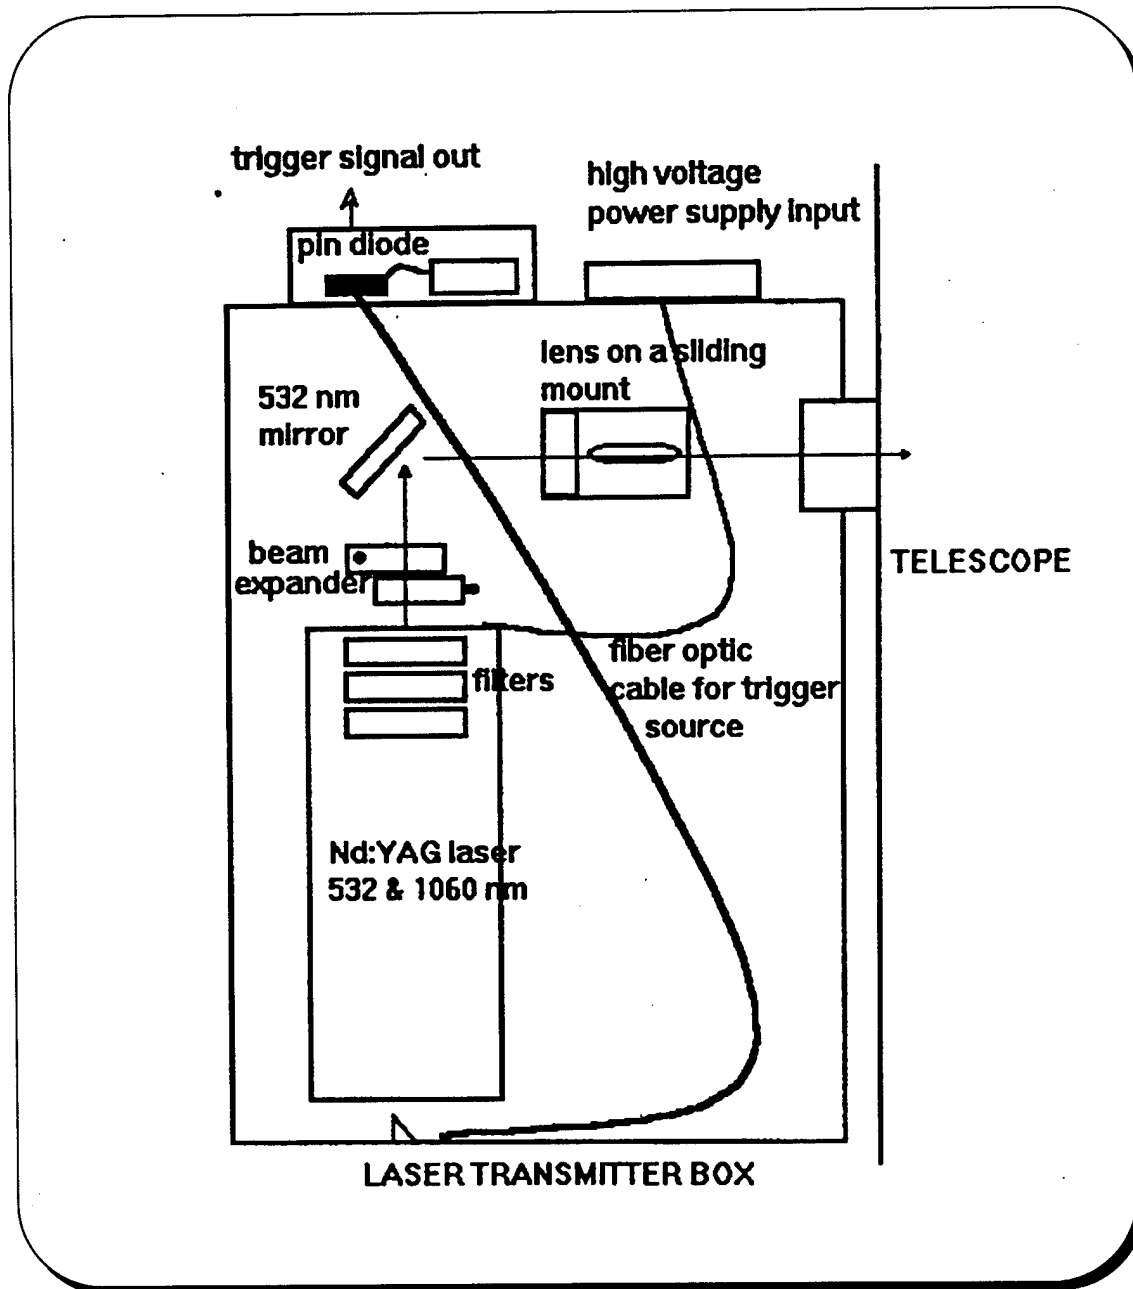 trigger signal out
high voltage
power supply input
pin diode
lens on a sliding
mount
532 nm
mirror
beam
expander
TELESCOPE
fiber optic
cable for trigger
source
filters
Nd:YAG laser
532 & 1060 nm
LASER TRANSMITTER BOX